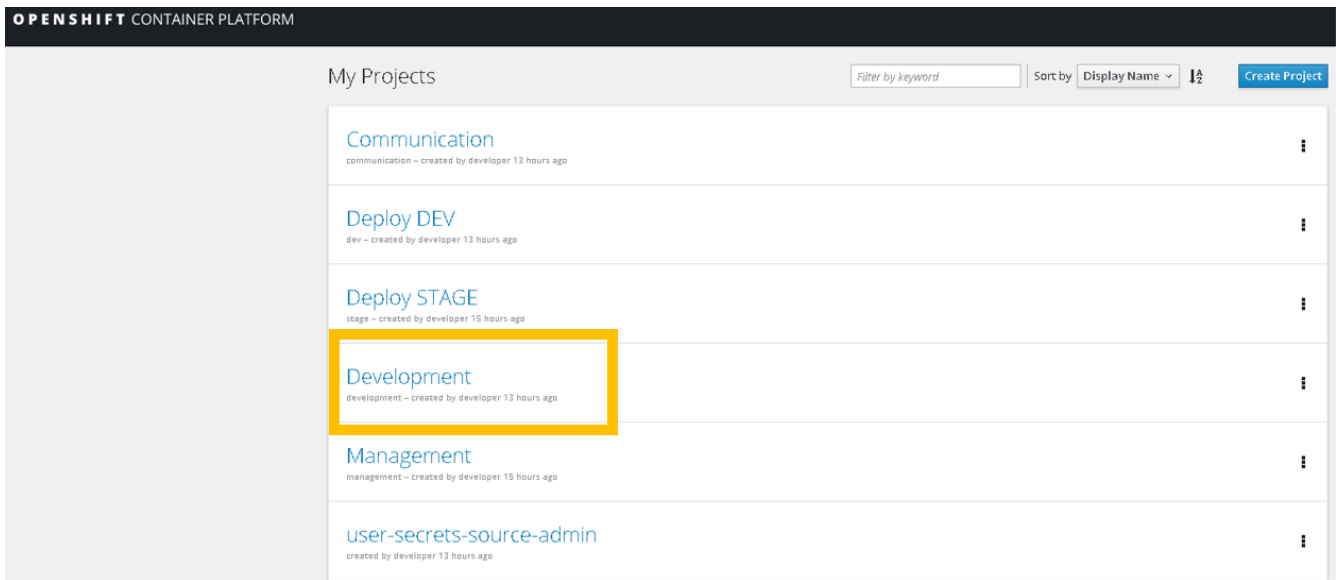 OPENSHIFT CONTAINER PLATFORM
My Projects
Filter by keyword
Sort by
Display Name
Create Project
Communication
communication – created by developer 13 hours ago
Deploy DEV
dev – created by developer 13 hours ago
Deploy STAGE
stage – created by developer 15 hours ago
Development
development – created by developer 13 hours ago
Management
management – created by developer 15 hours ago
user-secrets-source-admin
created by developer 13 hours ago